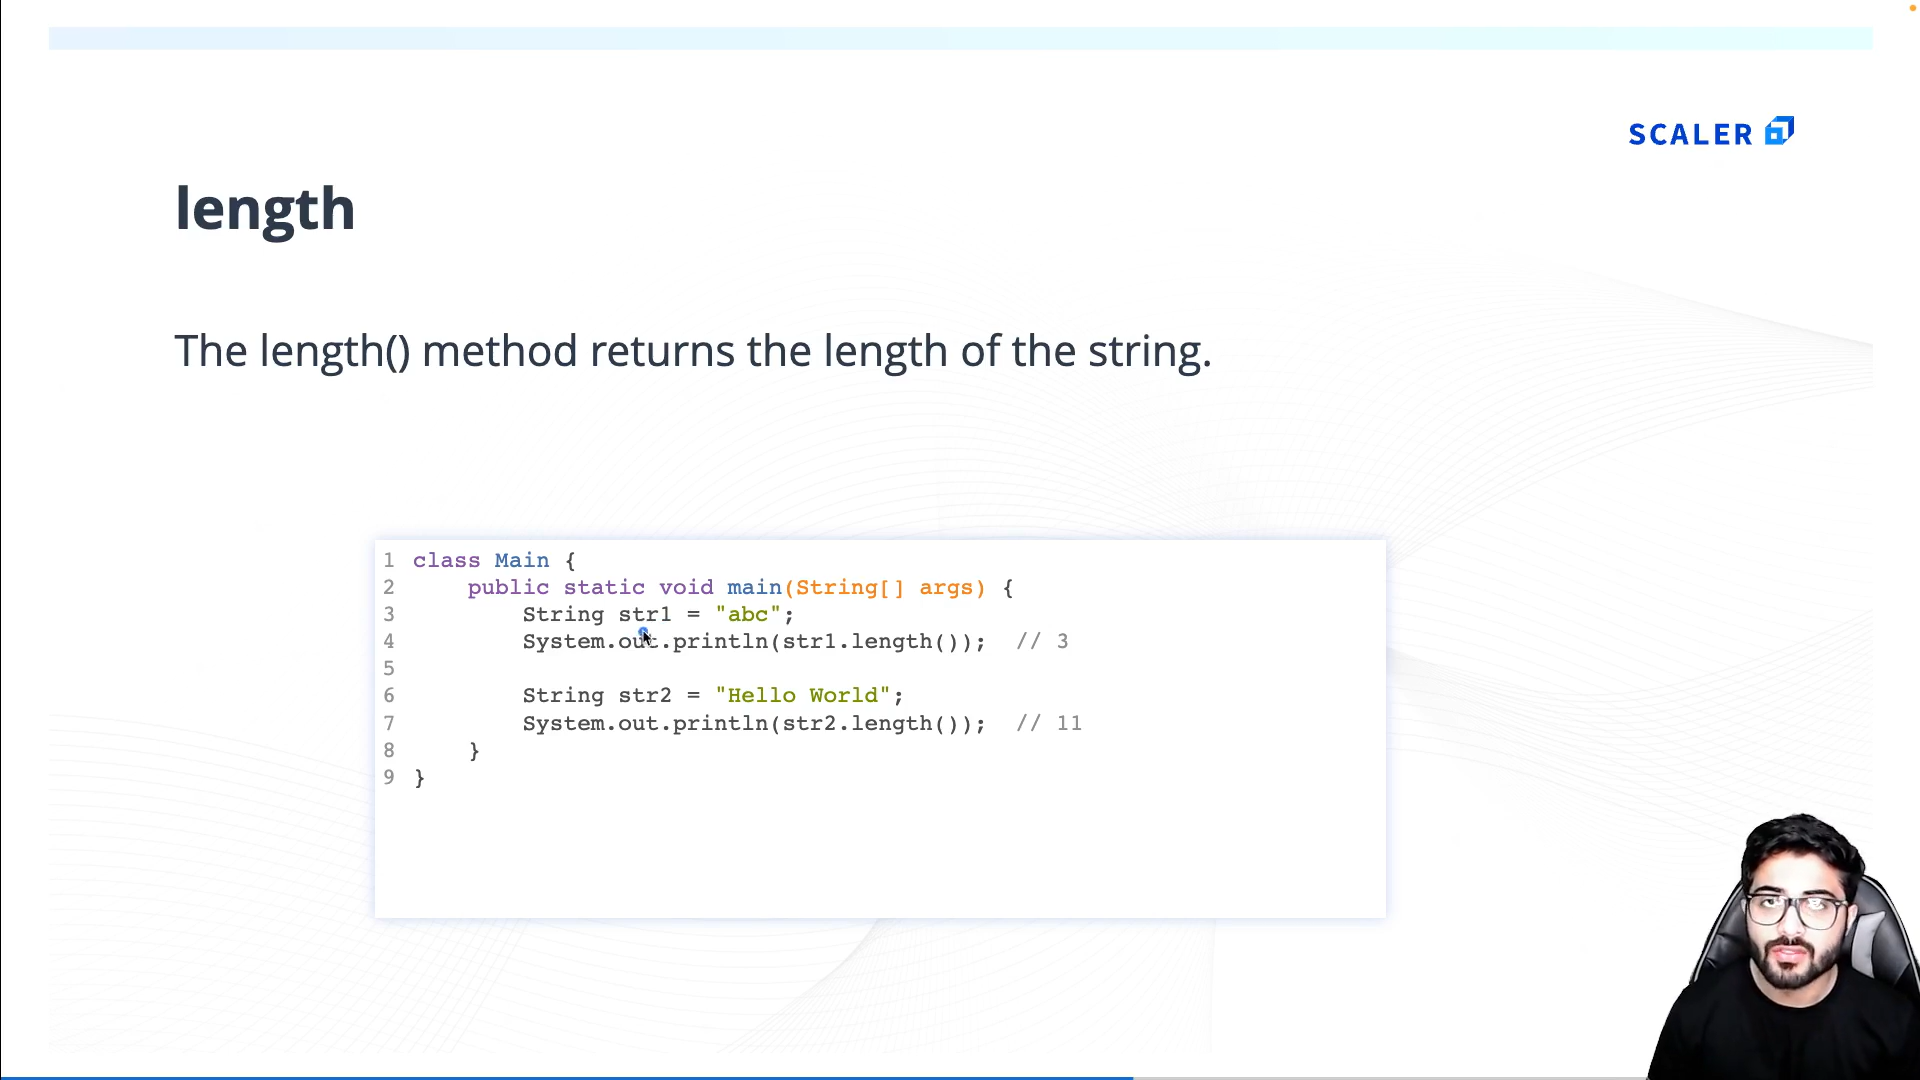 SCALER
length
The length() method returns the length of the string.
1 class Main {
2     public static void main(String[] args) {
3         String str1 = "abc";
4         System.out.println(str1.length());  // 3
5
6         String str2 = "Hello World";
7         System.out.println(str2.length());  // 11
8     }
9 }